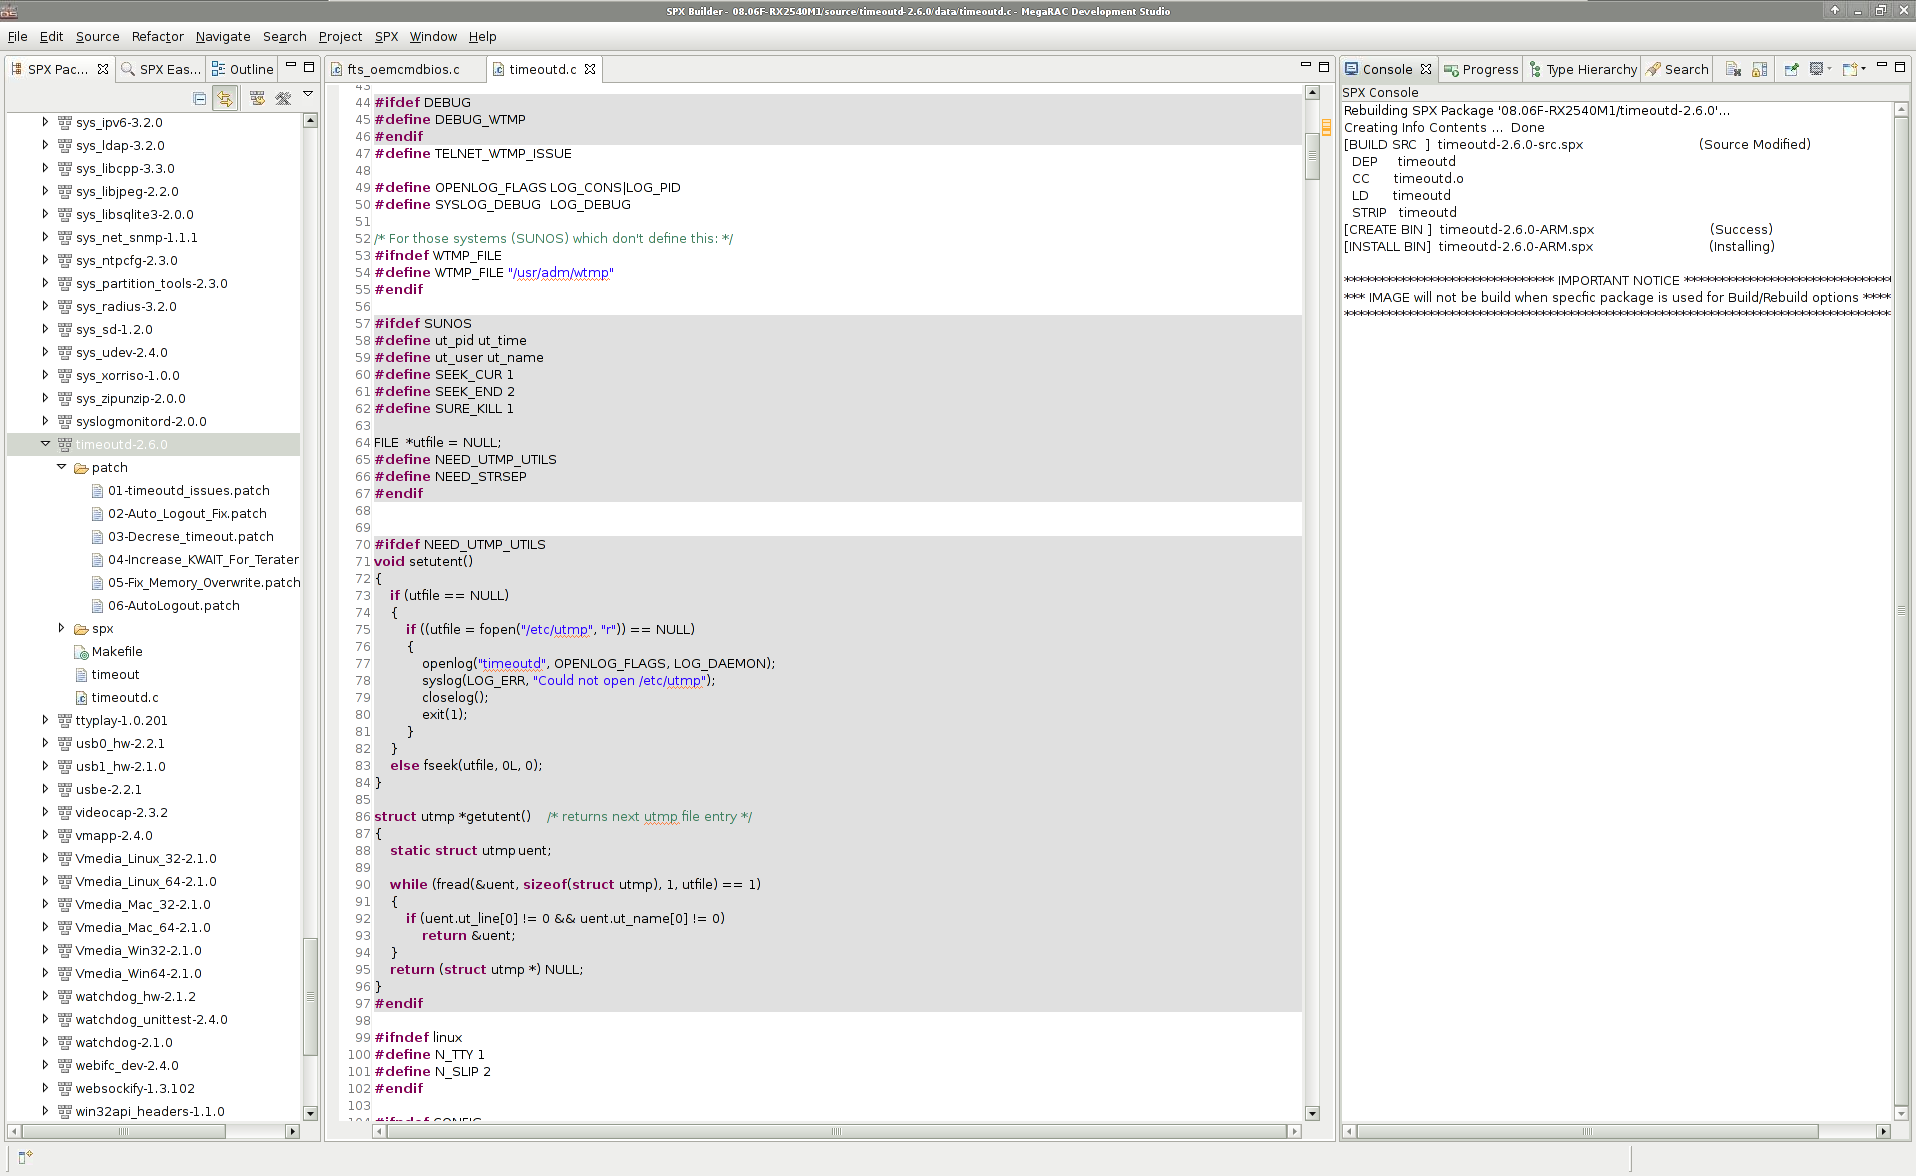 SPX Builder - 08.06F-RX2540M1/source/timeoutd-2.6.0/data/timeoutd.c - MegaRAC Development Studio
File Edit Source Refactor Navigate Search Project SPX Window Help
SPX Pac... SPX Eas... Outline
sys_ipv6-3.2.0
sys_ldap-3.2.0
sys_libcpp-3.3.0
sys_libjpeg-2.2.0
sys_libsqlite3-2.0.0
sys_net_snmp-1.1.1
sys_ntpcfg-2.3.0
sys_partition_tools-2.3.0
sys_radius-3.2.0
sys_sd-1.2.0
sys_udev-2.4.0
sys_xorriso-1.0.0
sys_zipunzip-2.0.0
syslogmonitord-2.0.0
timeoutd-2.6.0
patch
01-timeoutd_issues.patch
02-Auto_Logout_Fix.patch
03-Decrese_timeout.patch
04-Increase_KWAIT_For_Terater
05-Fix_Memory_Overwrite.patch
06-AutoLogout.patch
spx
Makefile
timeout
timeoutd.c
ttyplay-1.0.201
usb0_hw-2.2.1
usb1_hw-2.1.0
usbe-2.2.1
videocap-2.3.2
vmapp-2.4.0
Vmedia_Linux_32-2.1.0
Vmedia_Linux_64-2.1.0
Vmedia_Mac_32-2.1.0
Vmedia_Mac_64-2.1.0
Vmedia_Win32-2.1.0
Vmedia_Win64-2.1.0
watchdog_hw-2.1.2
watchdog_unittest-2.4.0
watchdog-2.1.0
webifc_dev-2.4.0
websockify-1.3.102
win32api_headers-1.1.0
fts_oemcmdbios.c timeoutd.c
43
44 #ifdef DEBUG
45 #define DEBUG_WTMP
46 #endif
47 #define TELNET_WTMP_ISSUE
48
49 #define OPENLOG_FLAGS LOG_CONS|LOG_PID
50 #define SYSLOG_DEBUG LOG_DEBUG
51
52 /* For those systems (SUNOS) which don't define this: */
53 #ifndef WTMP_FILE
54 #define WTMP_FILE "/usr/adm/wtmp"
55 #endif
56
57 #ifdef SUNOS
58 #define ut_pid ut_time
59 #define ut_user ut_name
60 #define SEEK_CUR 1
61 #define SEEK_END 2
62 #define SURE_KILL 1
63
64 FILE *utfile = NULL;
65 #define NEED_UTMP_UTILS
66 #define NEED_STRSEP
67 #endif
68
69
70 #ifdef NEED_UTMP_UTILS
71 void setutent()
72 {
73 if (utfile == NULL)
74 {
75 if ((utfile = fopen("/etc/utmp", "r")) == NULL)
76 {
77 openlog("timeoutd", OPENLOG_FLAGS, LOG_DAEMON);
78 syslog(LOG_ERR, "Could not open /etc/utmp");
79 closelog();
80 exit(1);
81 }
82 }
83 else fseek(utfile, 0L, 0);
84 }
85
86 struct utmp *getutent() /* returns next utmp file entry */
87 {
88 static struct utmp uent;
89
90 while (fread(&uent, sizeof(struct utmp), 1, utfile) == 1)
91 {
92 if (uent.ut_line[0] != 0 && uent.ut_name[0] != 0)
93 return &uent;
94 }
95 return (struct utmp *) NULL;
96 }
97 #endif
98
99 #ifndef linux
100 #define N_TTY 1
101 #define N_SLIP 2
102 #endif
103
104 #ifndef CONFIG
Console Progress Type Hierarchy Search
SPX Console
Rebuilding SPX Package '08.06F-RX2540M1/timeoutd-2.6.0'...
Creating Info Contents ... Done
[BUILD SRC ] timeoutd-2.6.0-src.spx (Source Modified)
DEP timeoutd
CC timeoutd.o
LD timeoutd
STRIP timeoutd
[CREATE BIN ] timeoutd-2.6.0-ARM.spx (Success)
[INSTALL BIN] timeoutd-2.6.0-ARM.spx (Installing)
****************************** IMPORTANT NOTICE ******************************
*** IMAGE will not be build when specfic package is used for Build/Rebuild options ****
******************************************************************************